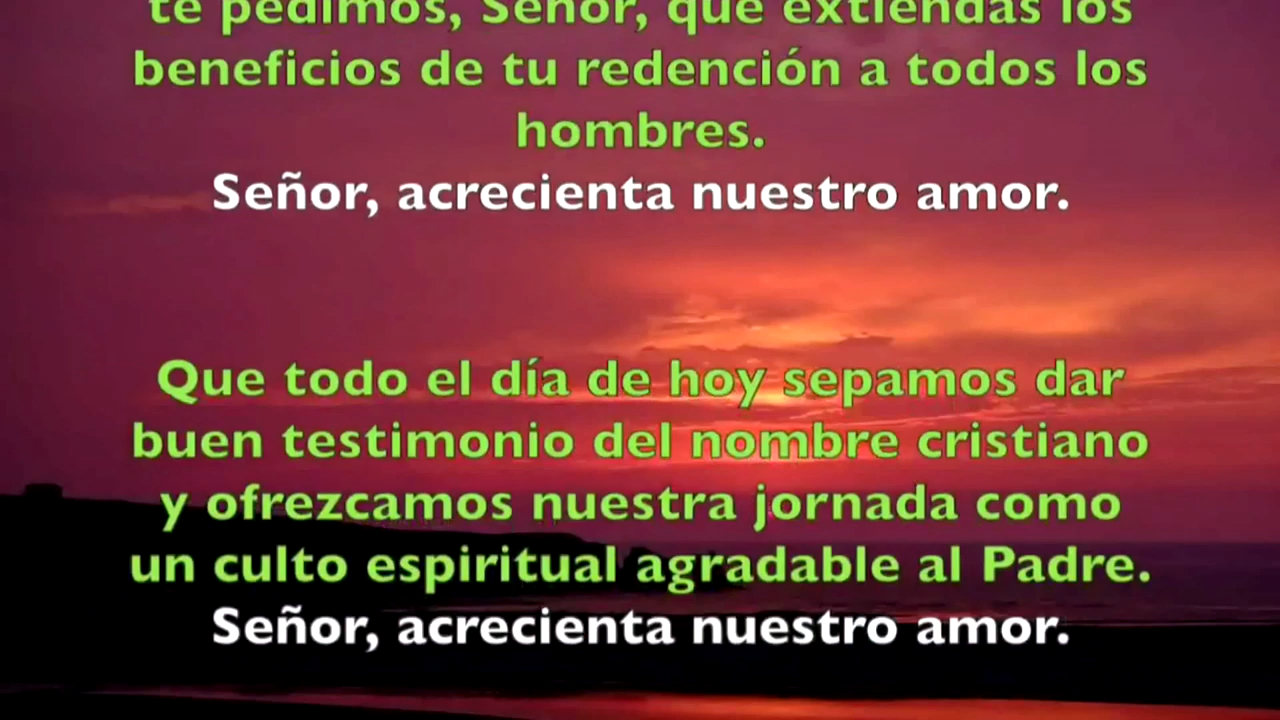 te pedimos, Señor, que extiendas los
beneficios de tu redención a todos los
hombres.
Señor, acrecienta nuestro amor.
Que todo el día de hoy sepamos dar
buen testimonio del nombre cristiano
y ofrezcamos nuestra jornada como
un culto espiritual agradable al Padre.
Señor, acrecienta nuestro amor.